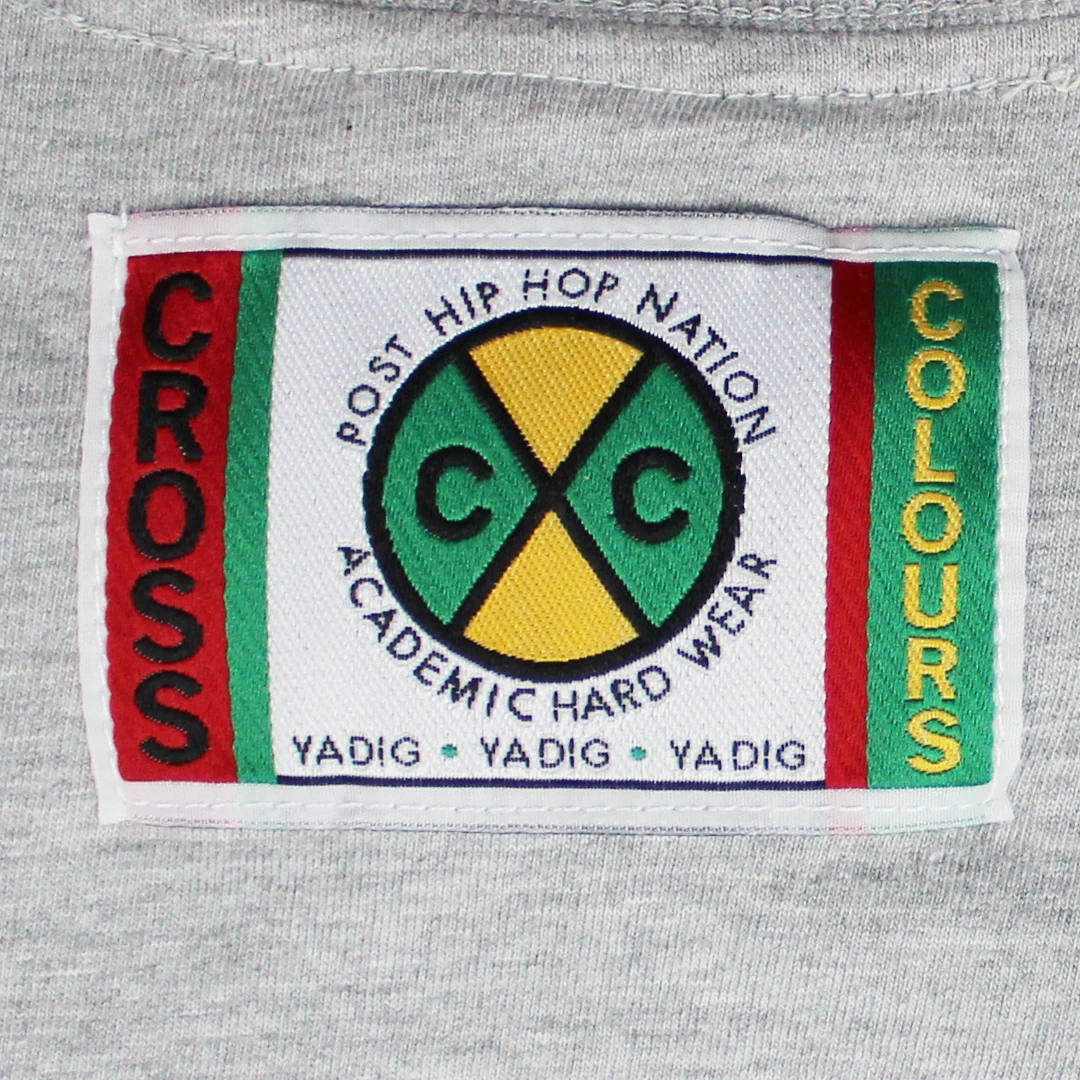 CROSS
POST HIP HOP NATION
C C
ACADEMIC HARD WEAR
YADIG • YADIG • YADIG
COLOURS